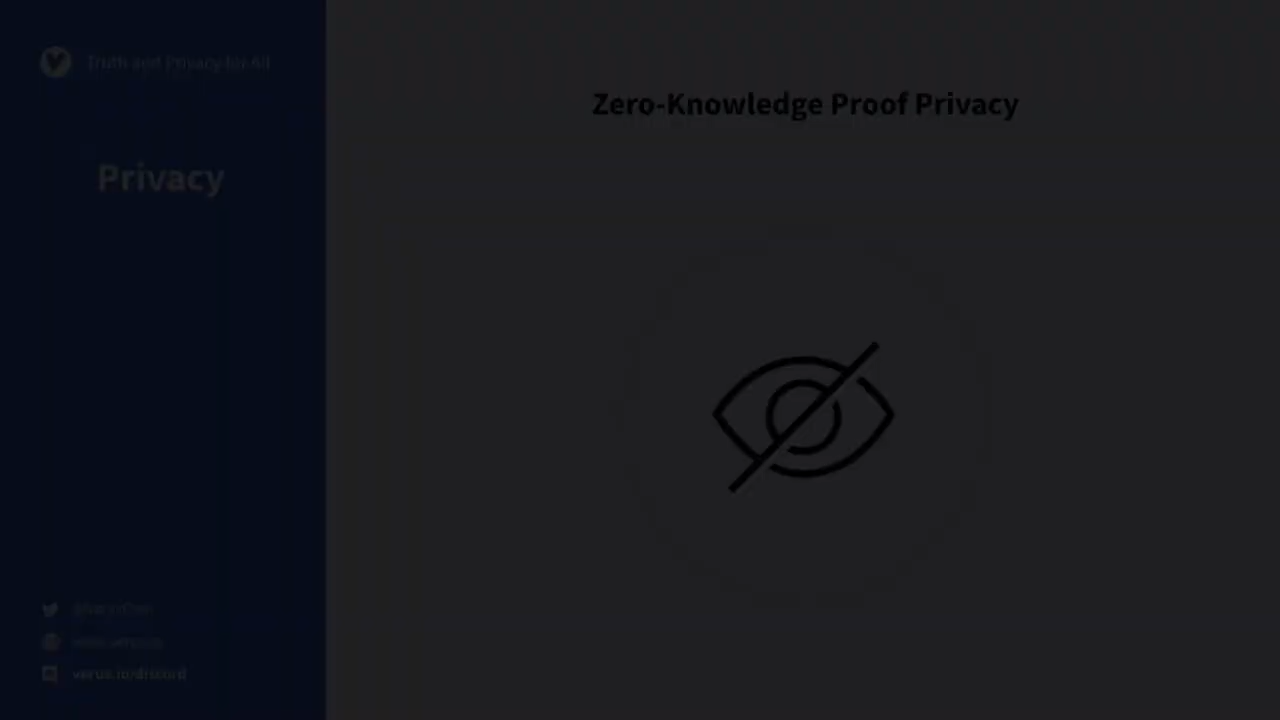 Truth and Privacy for All
Privacy
Zero-Knowledge Proof Privacy
verus.io/discord